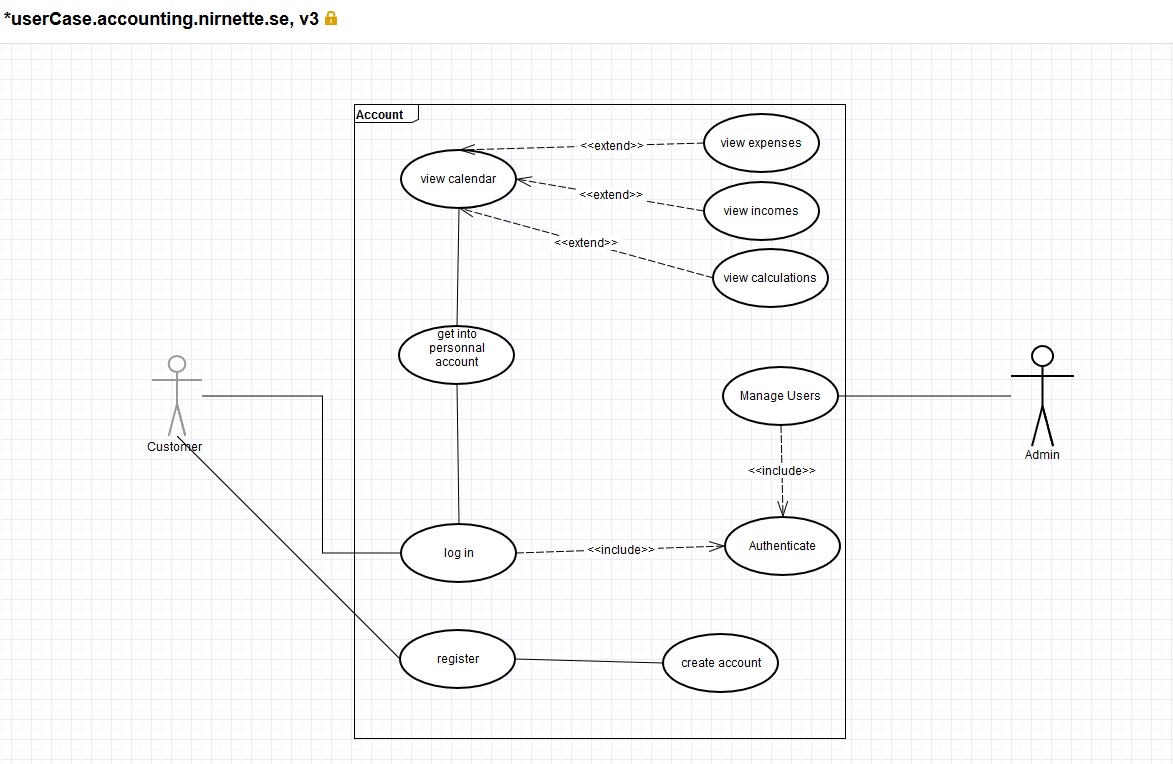 *userCase.accounting.nirnette.se, v3
Account
view expenses
<<extend>>
view calendar
<<extend>>
view incomes
<<extend>>
view calculations
get into
personnal
account
Manage Users
Customer
Admin
<<include>>
log in
<<include>>
Authenticate
register
create account